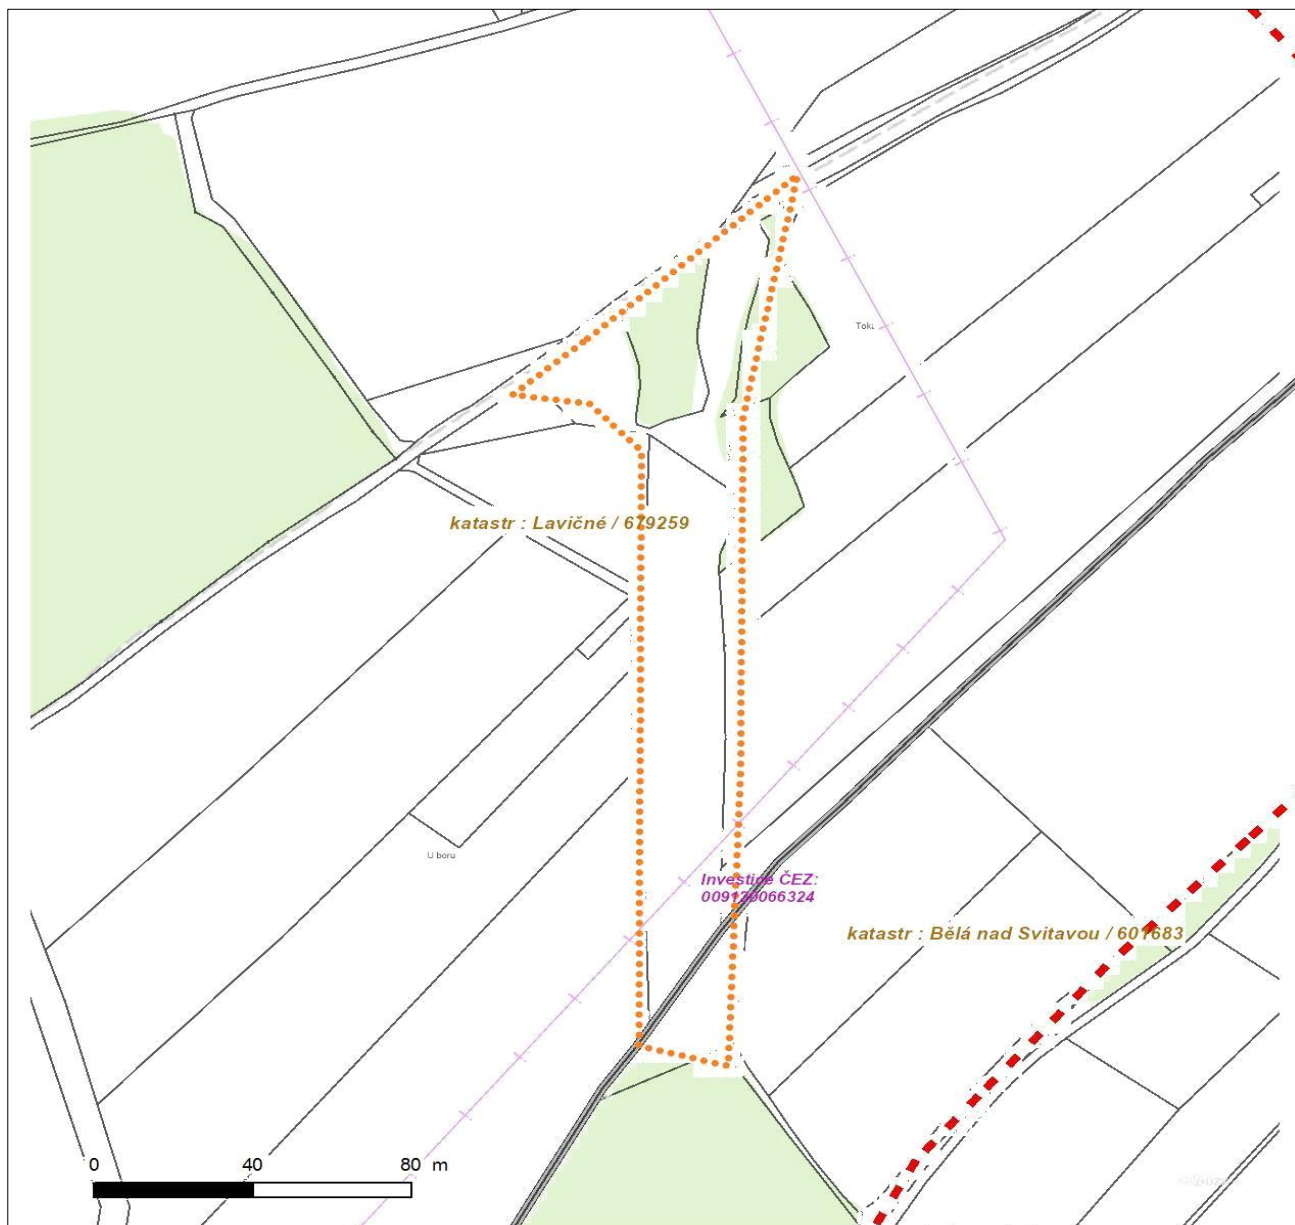 Toku
katastr : Lavičné / 679259
U boru
Investice ČEZ:
009120066324
katastr : Bělá nad Svitavou / 601683
0 40 80 m